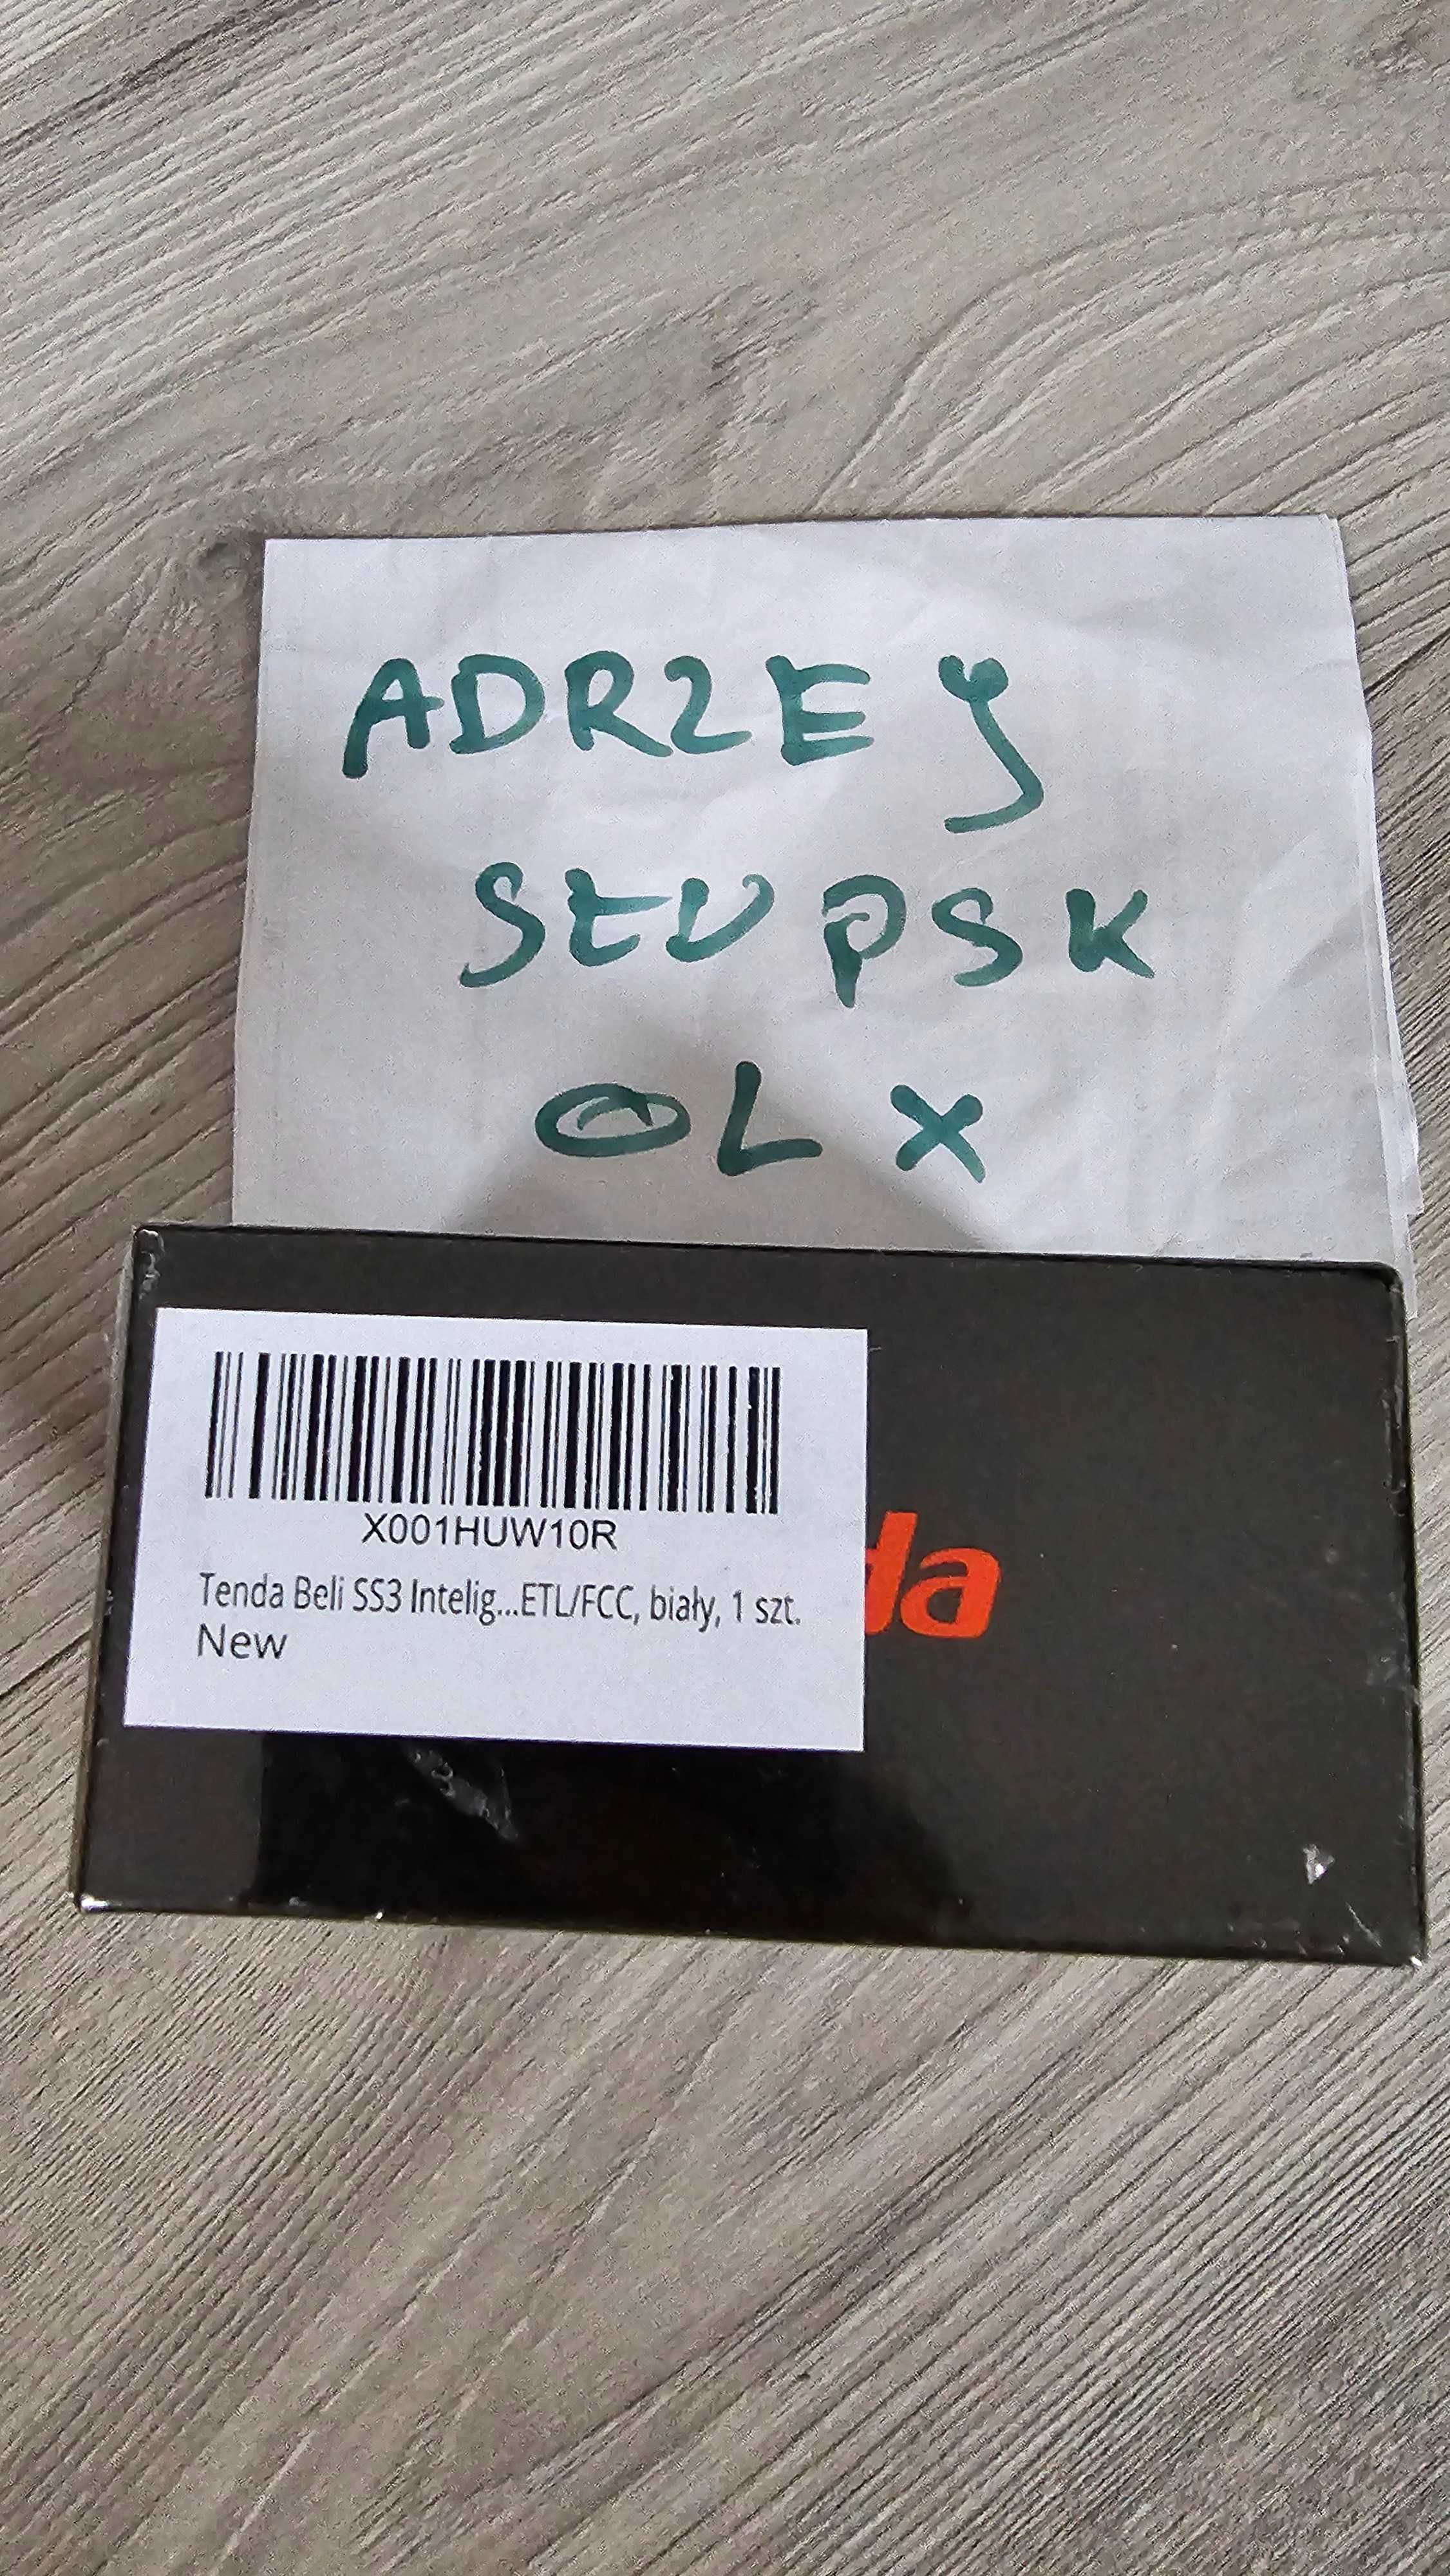 ADRZEJ
SŁUPSK
OLX
X001HUW10R
Tenda Beli SS3 Intelig...ETL/FCC, biały, 1 szt.
New
da